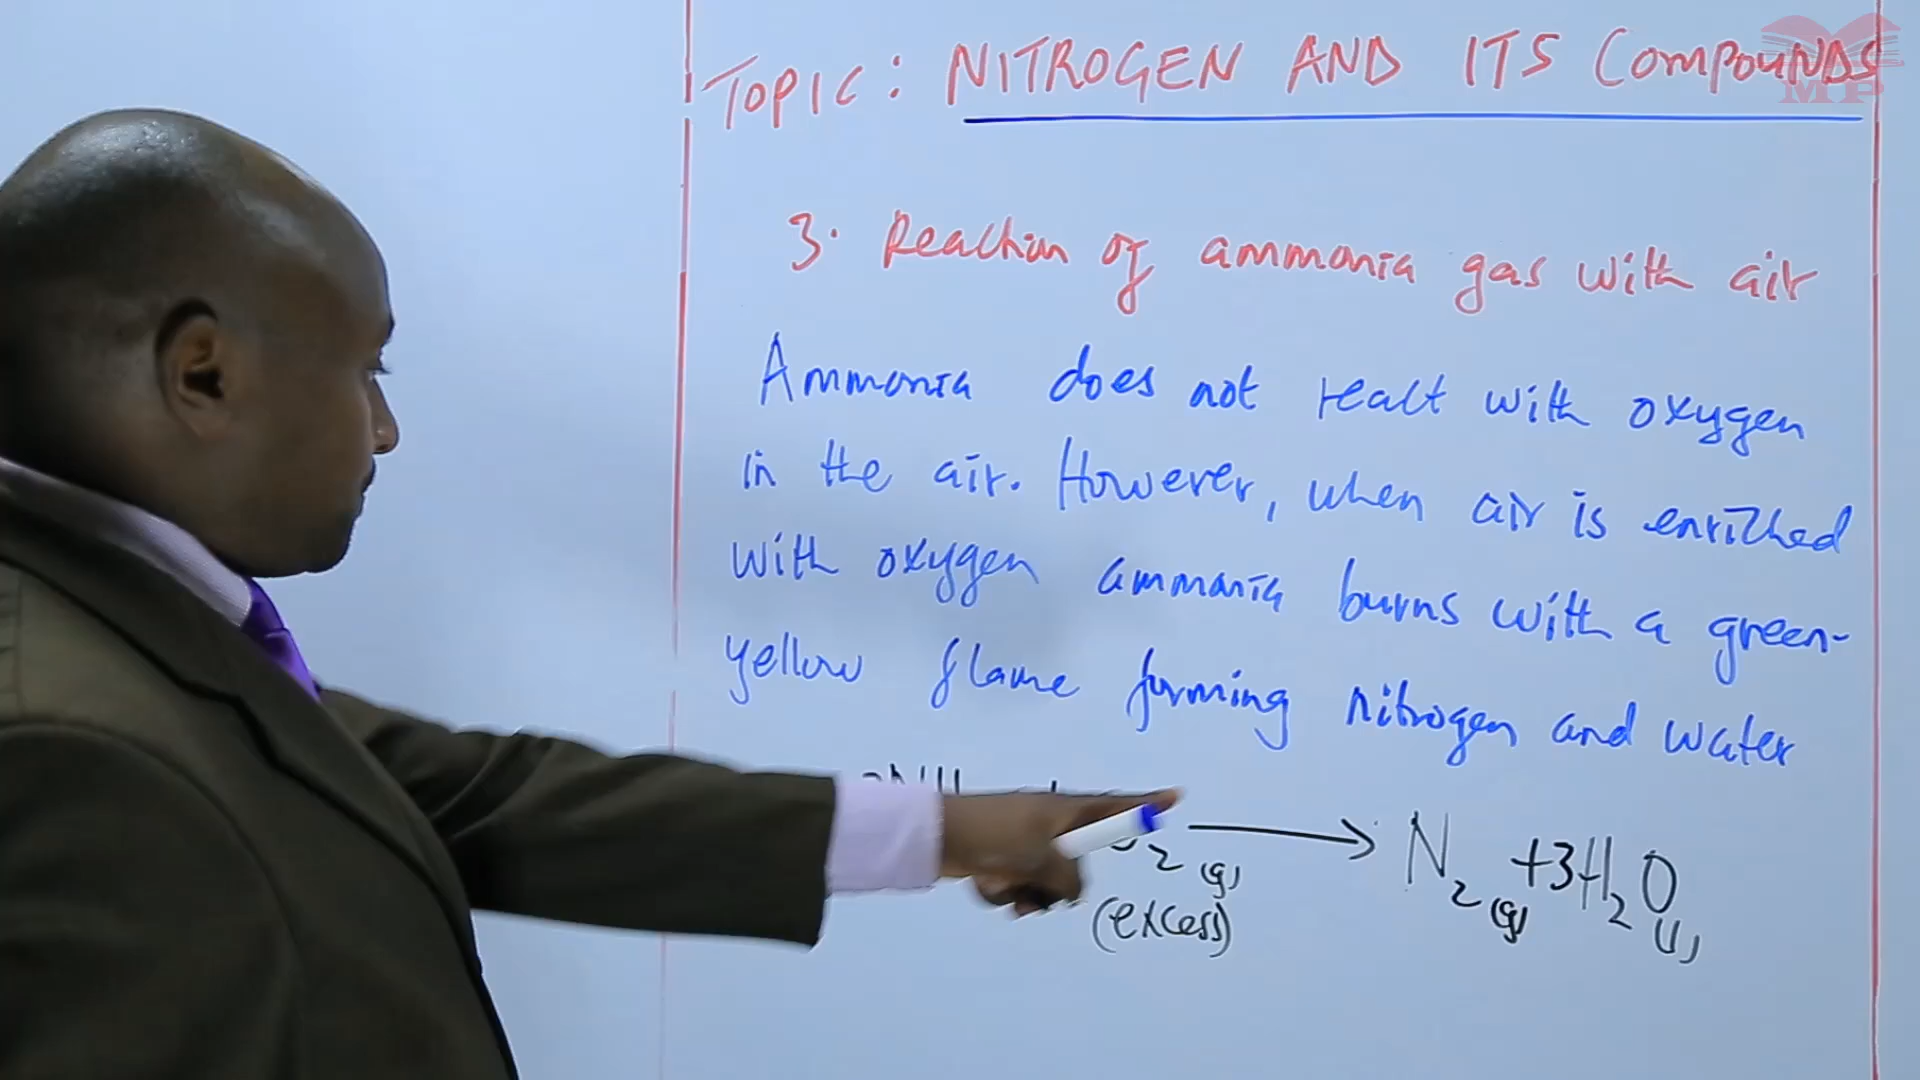 TOPIC: NITROGEN AND ITS COMPOUNDS
MP
3. Reaction of ammonia gas with air
Ammonia does not react with oxygen
in the air. However, when air is enriched
with oxygen ammonia burns with a green-
yellow flame forming nitrogen and water
2 (g) → N2 (g) + 3H2O (l)
(excess)